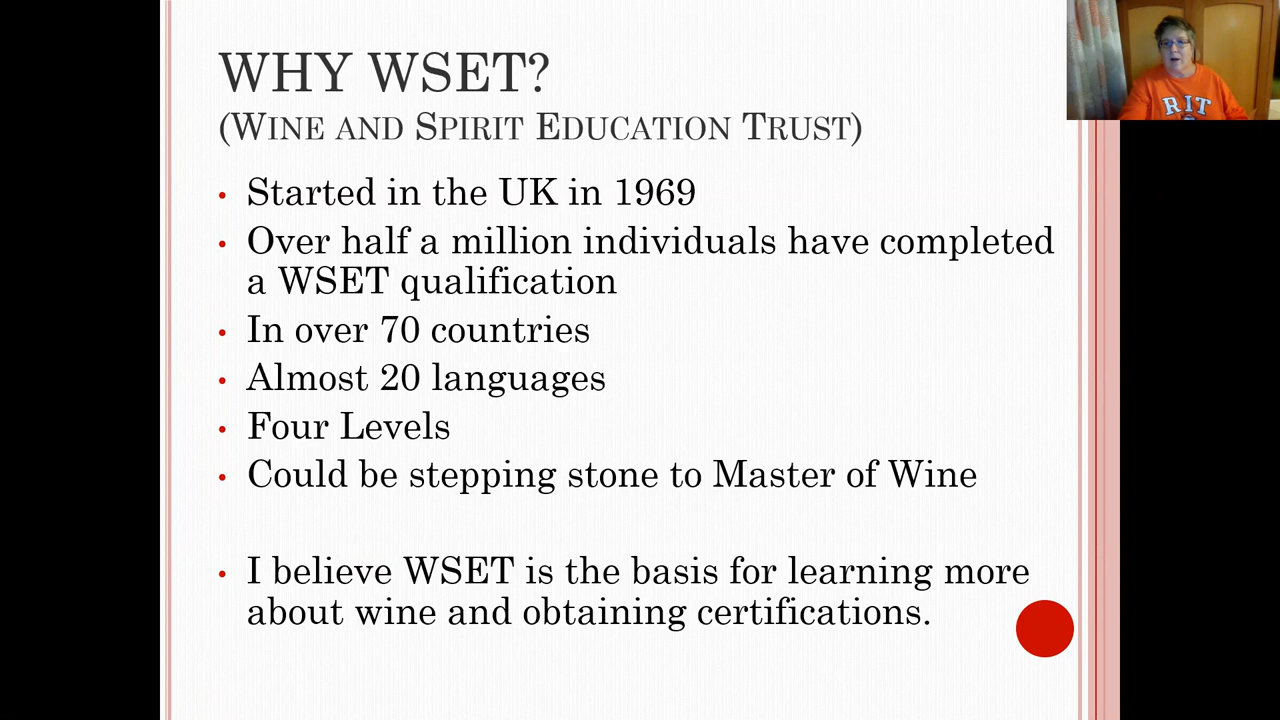 WHY WSET?
(WINE AND SPIRIT EDUCATION TRUST)
• Started in the UK in 1969
• Over half a million individuals have completed
a WSET qualification
• In over 70 countries
• Almost 20 languages
• Four Levels
• Could be stepping stone to Master of Wine
• I believe WSET is the basis for learning more
about wine and obtaining certifications.
RIT